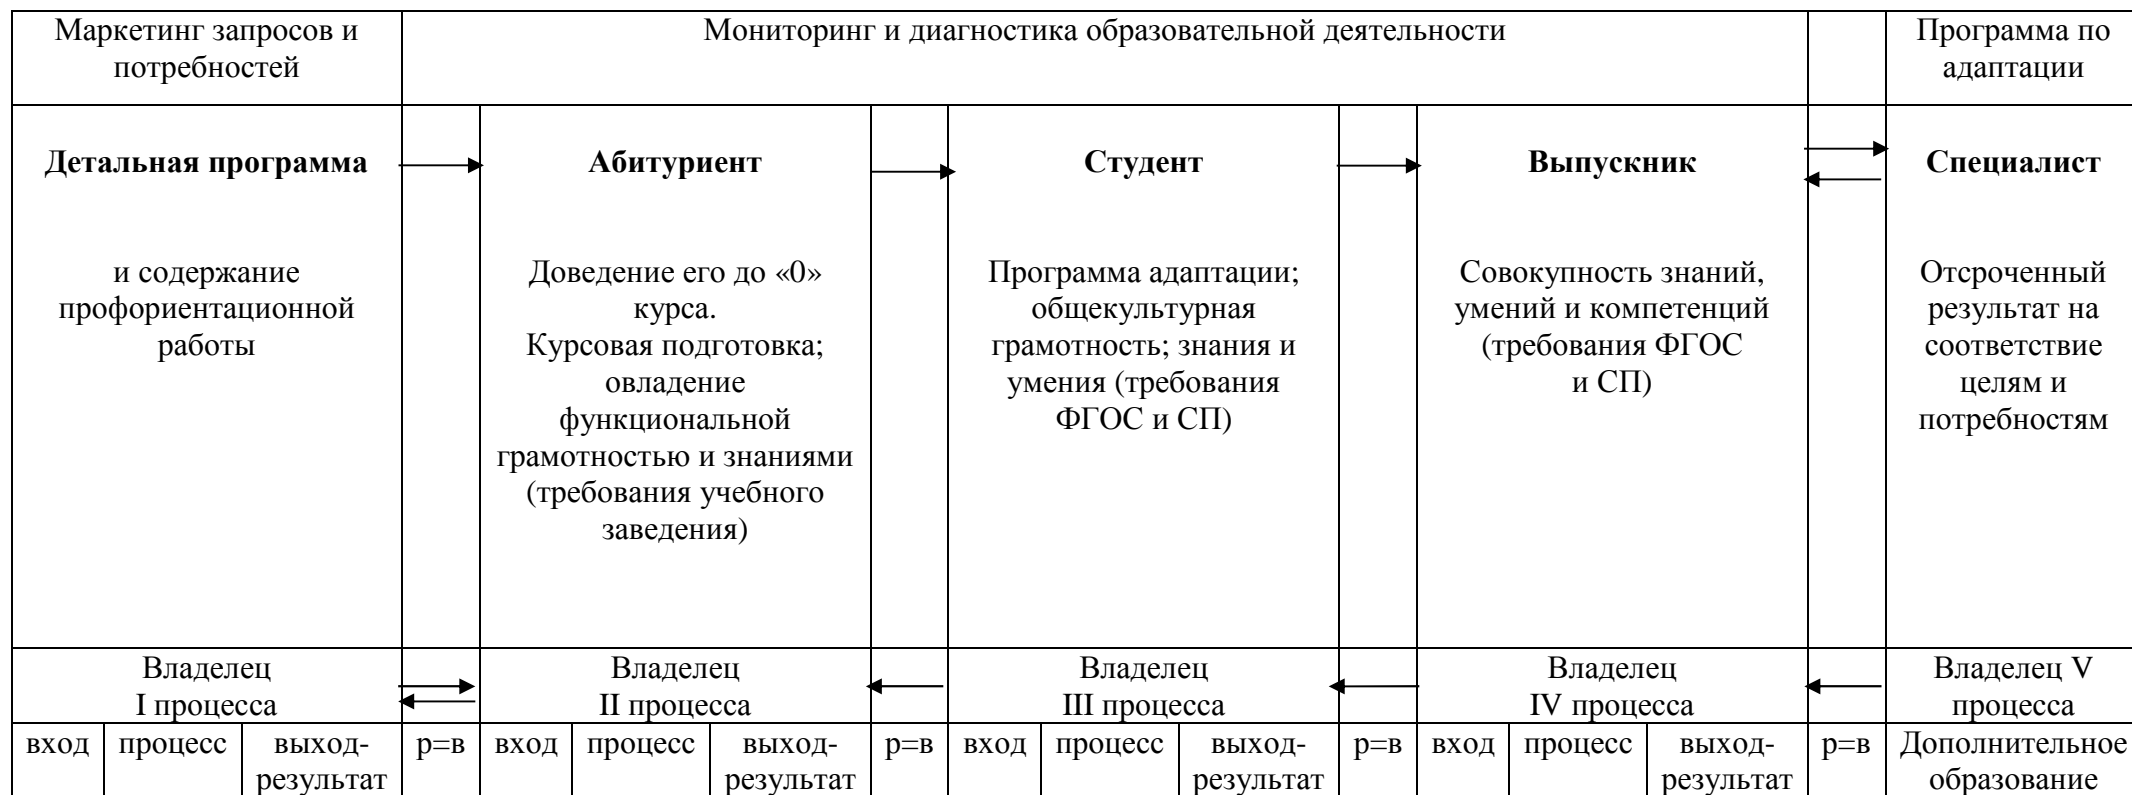 Маркетинг запросов и
потребностей
Мониторинг и диагностика образовательной деятельности
Программа по
адаптации
Детальная программа
и содержание
профориентационной
работы
Абитуриент
Доведение его до «0»
курса.
Курсовая подготовка;
овладение
функциональной
грамотностью и знаниями
(требования учебного
заведения)
Студент
Программа адаптации;
общекультурная
грамотность; знания и
умения (требования
ФГОС и СП)
Выпускник
Совокупность знаний,
умений и компетенций
(требования ФГОС
и СП)
Специалист
Отсроченный
результат на
соответствие
целям и
потребностям
Владелец
I процесса
Владелец
II процесса
Владелец
III процесса
Владелец
IV процесса
Владелец V
процесса
вход
процесс
выход-
результат
р=в
вход
процесс
выход-
результат
р=в
вход
процесс
выход-
результат
р=в
вход
процесс
выход-
результат
р=в
Дополнительное
образование